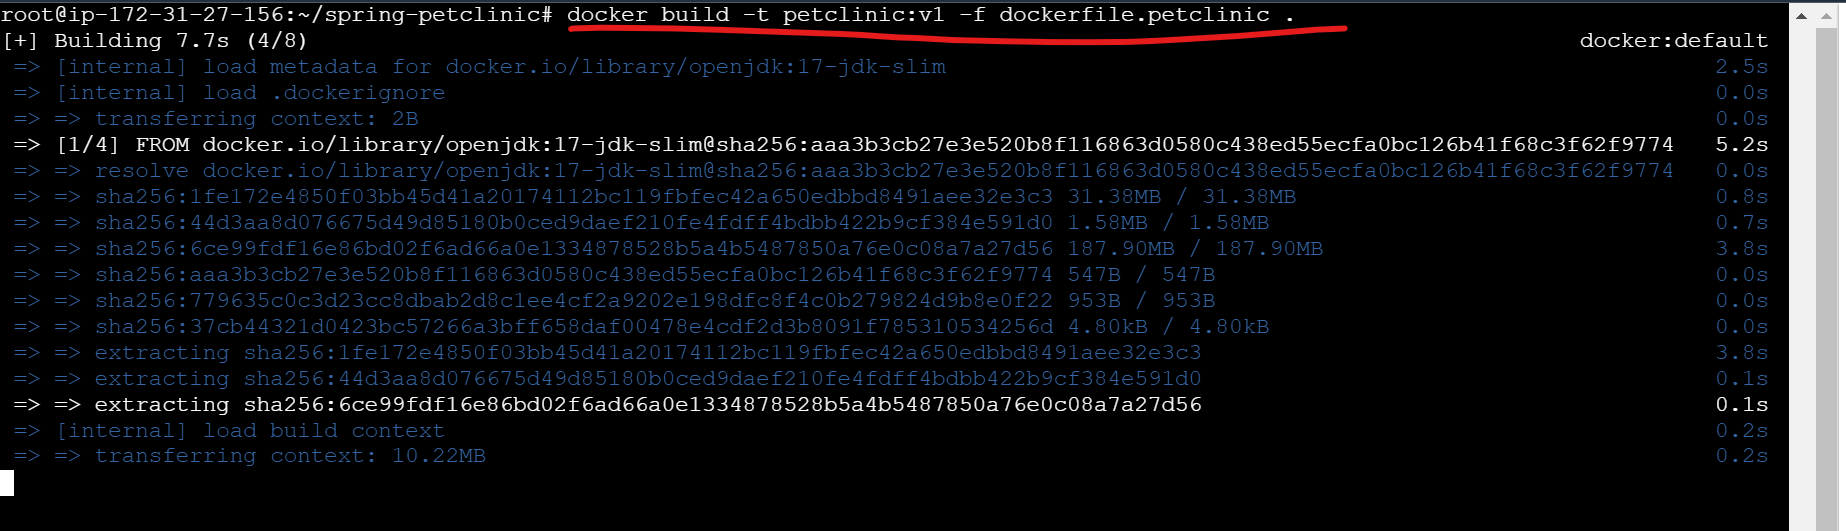 root@ip-172-31-27-156:~/spring-petclinic# docker build -t petclinic:v1 -f dockerfile.petclinic .
[+] Building 7.7s (4/8) docker:default
=> [internal] load metadata for docker.io/library/openjdk:17-jdk-slim 2.5s
=> [internal] load .dockerignore 0.0s
=> => transferring context: 2B 0.0s
=> [1/4] FROM docker.io/library/openjdk:17-jdk-slim@sha256:aaa3b3cb27e3e520b8f116863d0580c438ed55ecfa0bc126b41f68c3f62f9774 5.2s
=> => resolve docker.io/library/openjdk:17-jdk-slim@sha256:aaa3b3cb27e3e520b8f116863d0580c438ed55ecfa0bc126b41f68c3f62f9774 0.0s
=> => sha256:1fe172e4850f03bb45d41a20174112bc119fbfec42a650edbbd8491aee32e3c3 31.38MB / 31.38MB 0.8s
=> => sha256:44d3aa8d076675d49d85180b0ced9daef210fe4fdff4bdbb422b9cf384e591d0 1.58MB / 1.58MB 0.7s
=> => sha256:6ce99fdf16e86bd02f6ad66a0e1334878528b5a4b5487850a76e0c08a7a27d56 187.90MB / 187.90MB 3.8s
=> => sha256:aaa3b3cb27e3e520b8f116863d0580c438ed55ecfa0bc126b41f68c3f62f9774 547B / 547B 0.0s
=> => sha256:779635c0c3d23cc8dbab2d8c1ee4cf2a9202e198dfc8f4c0b279824d9b8e0f22 953B / 953B 0.0s
=> => sha256:37cb44321d0423bc57266a3bff658daf00478e4cdf2d3b8091f785310534256d 4.80kB / 4.80kB 0.0s
=> => extracting sha256:1fe172e4850f03bb45d41a20174112bc119fbfec42a650edbbd8491aee32e3c3 3.8s
=> => extracting sha256:44d3aa8d076675d49d85180b0ced9daef210fe4fdff4bdbb422b9cf384e591d0 0.1s
=> => extracting sha256:6ce99fdf16e86bd02f6ad66a0e1334878528b5a4b5487850a76e0c08a7a27d56 0.1s
=> [internal] load build context 0.2s
=> => transferring context: 10.22MB 0.2s